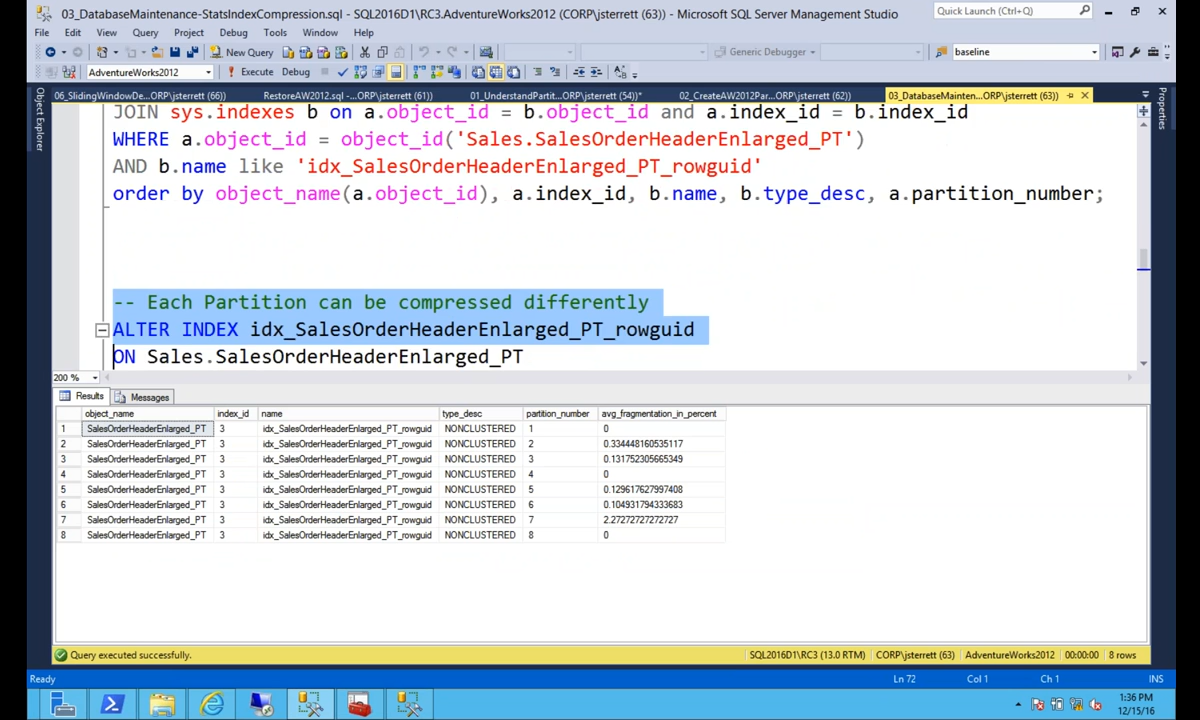 03_DatabaseMaintenance-StatsIndexCompression.sql - SQL2016D1\RC3.AdventureWorks2012 (CORP\jsterrett (63)) - Microsoft SQL Server Management Studio
Quick Launch (Ctrl+Q)
File Edit View Query Project Debug Tools Window Help
New Query Generic Debugger baseline
AdventureWorks2012 Execute Debug
06_SlidingWindowDe...ORP\jsterrett (66)) RestoreAW2012.sql -...ORP\jsterrett (61)) 01_UnderstandPartit...ORP\jsterrett (54))* 02_CreateAW2012Par...ORP\jsterrett (62)) 03_DatabaseMainten...ORP\jsterrett (63))
Object Explorer
Properties
JOIN sys.indexes b on a.object_id = b.object_id and a.index_id = b.index_id
WHERE a.object_id = object_id('Sales.SalesOrderHeaderEnlarged_PT')
AND b.name like 'idx_SalesOrderHeaderEnlarged_PT_rowguid'
order by object_name(a.object_id), a.index_id, b.name, b.type_desc, a.partition_number;
-- Each Partition can be compressed differently
ALTER INDEX idx_SalesOrderHeaderEnlarged_PT_rowguid
ON Sales.SalesOrderHeaderEnlarged_PT
200 %
Results Messages
object_name index_id name type_desc partition_number avg_fragmentation_in_percent
1 SalesOrderHeaderEnlarged_PT 3 idx_SalesOrderHeaderEnlarged_PT_rowguid NONCLUSTERED 1 0
2 SalesOrderHeaderEnlarged_PT 3 idx_SalesOrderHeaderEnlarged_PT_rowguid NONCLUSTERED 2 0.334448160535117
3 SalesOrderHeaderEnlarged_PT 3 idx_SalesOrderHeaderEnlarged_PT_rowguid NONCLUSTERED 3 0.131752305665349
4 SalesOrderHeaderEnlarged_PT 3 idx_SalesOrderHeaderEnlarged_PT_rowguid NONCLUSTERED 4 0
5 SalesOrderHeaderEnlarged_PT 3 idx_SalesOrderHeaderEnlarged_PT_rowguid NONCLUSTERED 5 0.129617627997408
6 SalesOrderHeaderEnlarged_PT 3 idx_SalesOrderHeaderEnlarged_PT_rowguid NONCLUSTERED 6 0.104931794333683
7 SalesOrderHeaderEnlarged_PT 3 idx_SalesOrderHeaderEnlarged_PT_rowguid NONCLUSTERED 7 2.27272727272727
8 SalesOrderHeaderEnlarged_PT 3 idx_SalesOrderHeaderEnlarged_PT_rowguid NONCLUSTERED 8 0
Query executed successfully. SQL2016D1\RC3 (13.0 RTM) CORP\jsterrett (63) AdventureWorks2012 00:00:00 8 rows
Ready Ln 72 Col 1 Ch 1 INS
1:36 PM
12/15/16